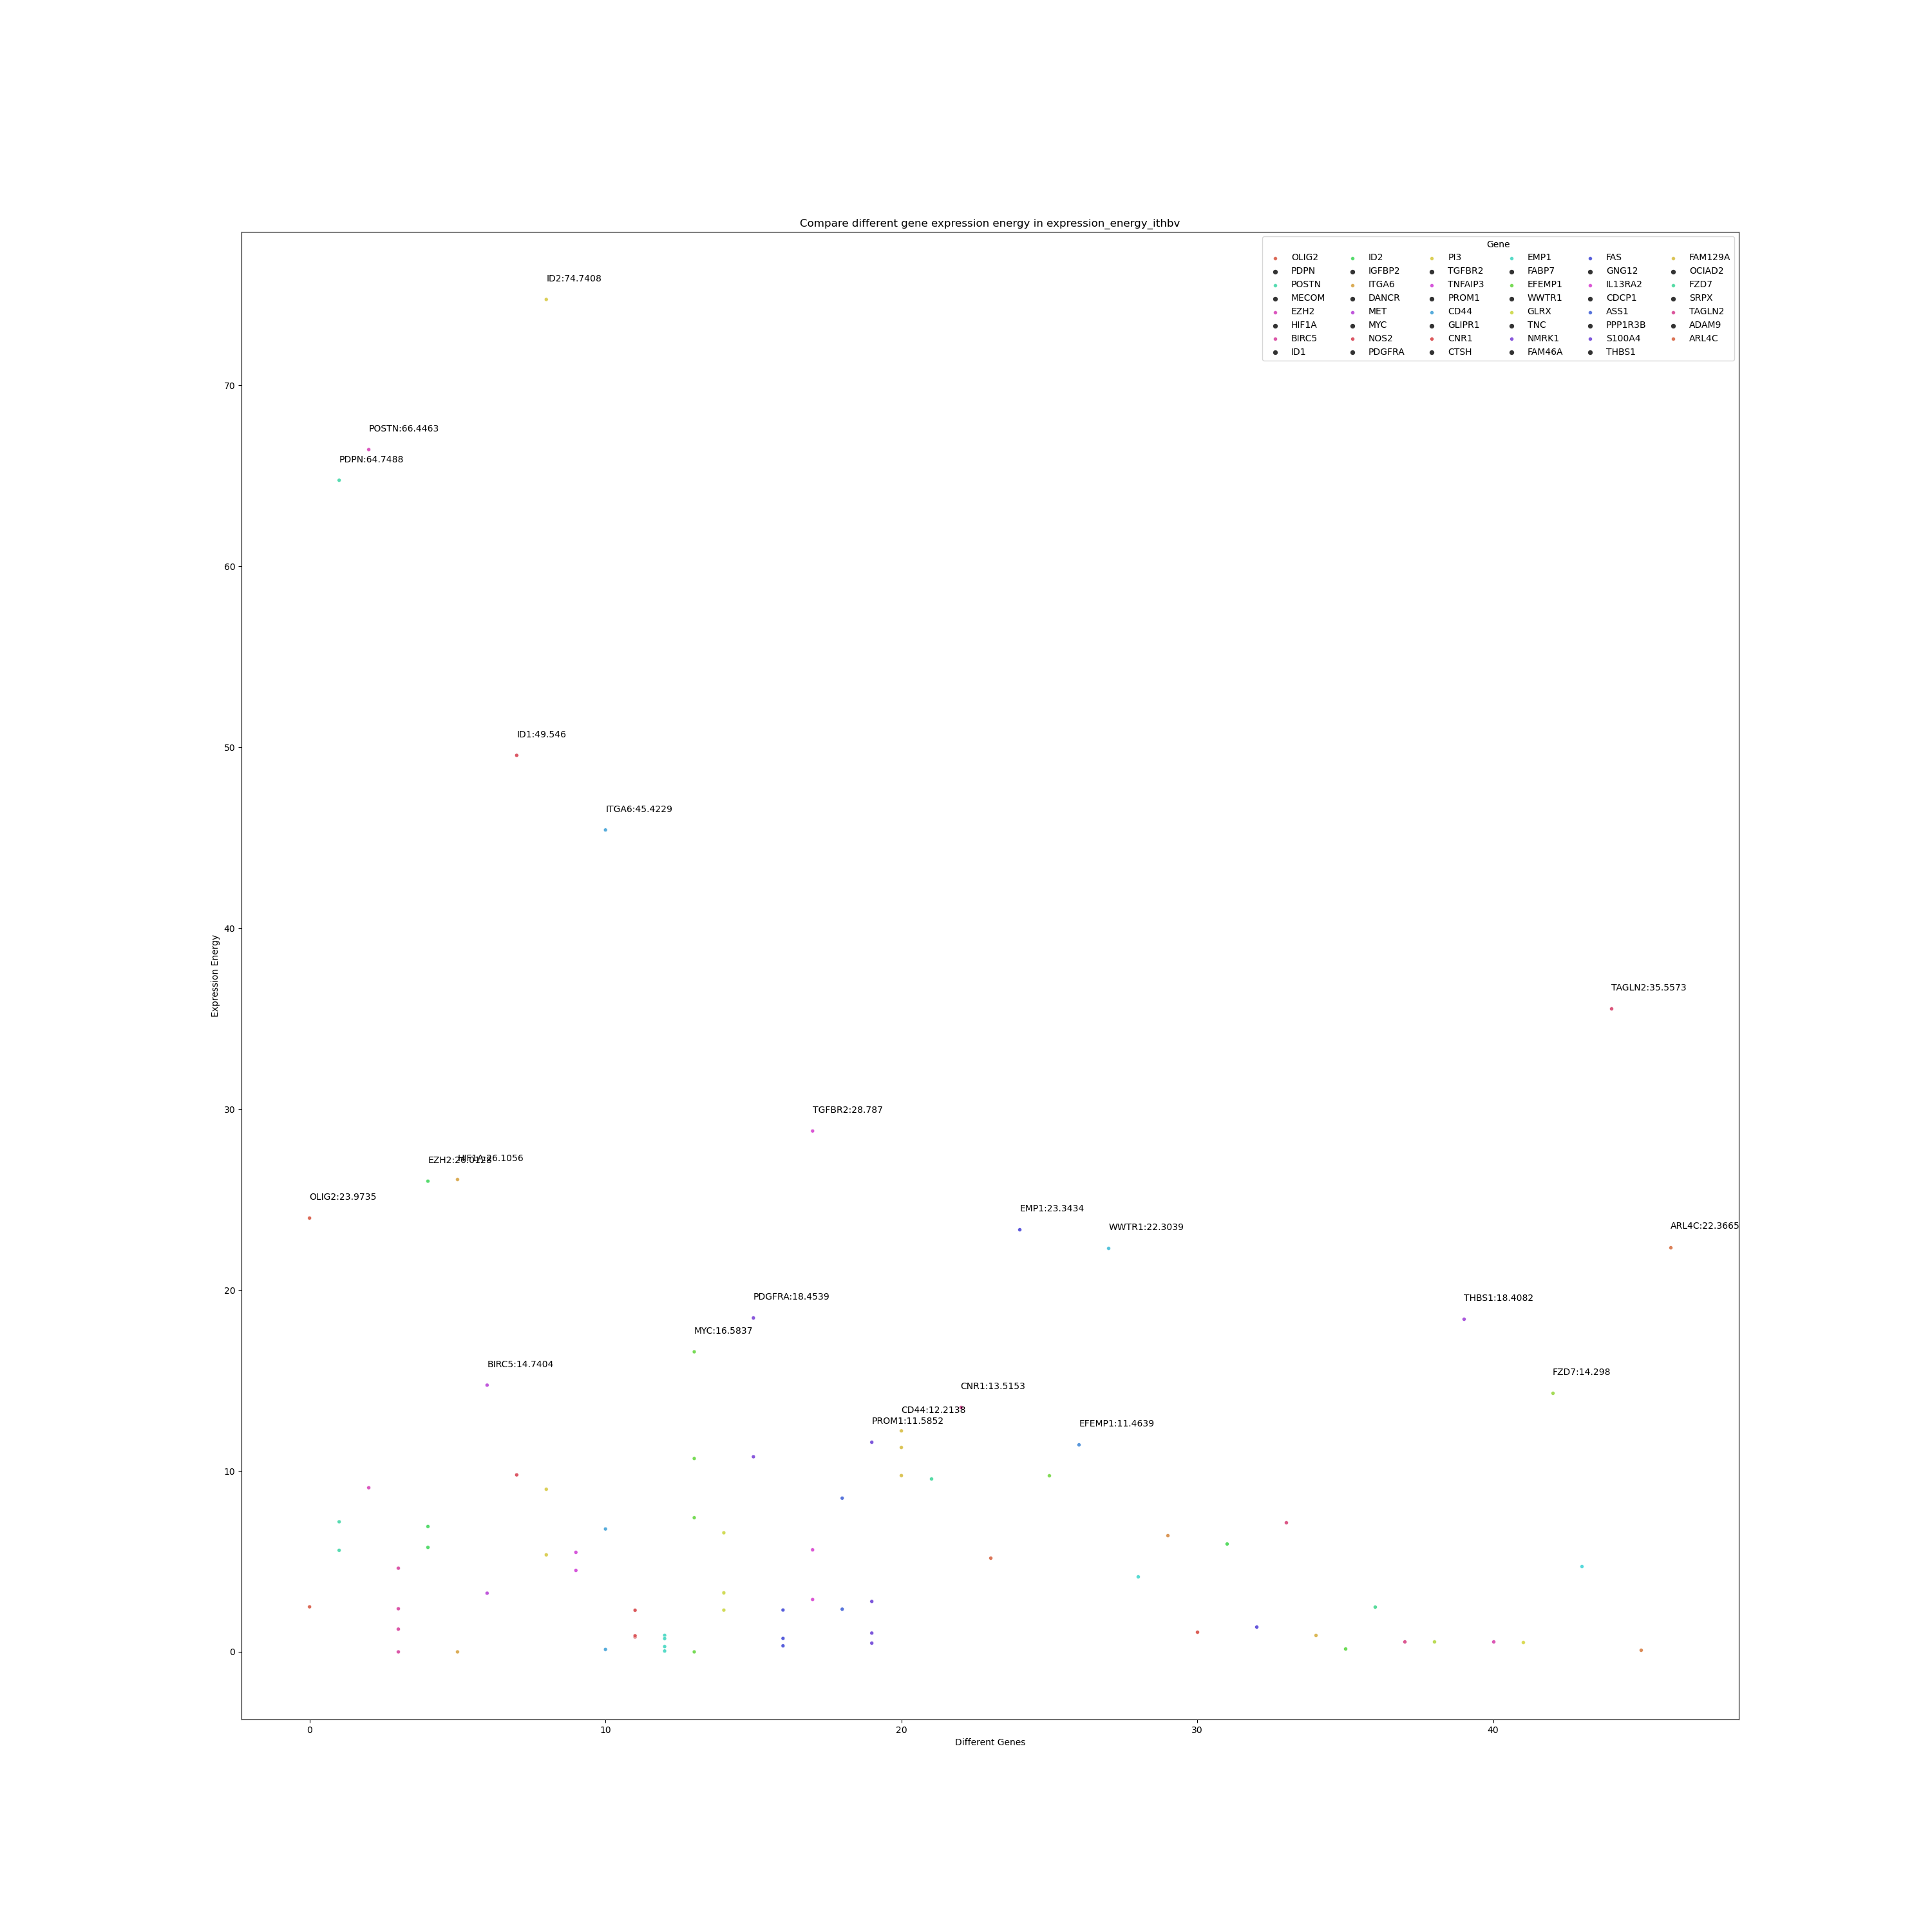 Compare different gene expression energy in expression_energy_ithbv
Gene
OLIG2 ID2 PI3 EMP1 FAS FAM129A
PDPN IGFBP2 TGFBR2 FABP7 GNG12 OCIAD2
POSTN ITGA6 TNFAIP3 EFEMP1 IL13RA2 FZD7
MECOM DANCR PROM1 WWTR1 CDCP1 SRPX
EZH2 MET CD44 GLRX ASS1 TAGLN2
HIF1A MYC GLIPR1 TNC PPP1R3B ADAM9
BIRC5 NOS2 CNR1 NMRK1 S100A4 ARL4C
ID1 PDGFRA CTSH FAM46A THBS1
ID2:74.7408
70
POSTN:66.4463
PDPN:64.7488
60
50
ID1:49.546
ITGA6:45.4229
40
TAGLN2:35.5573
30
TGFBR2:28.787
HIF1A:26.1056
OLIG2:23.9735
EMP1:23.3434
WWTR1:22.3039
ARL4C:22.3665
20
PDGFRA:18.4539
THBS1:18.4082
MYC:16.5837
BIRC5:14.7404
FZD7:14.298
CNR1:13.5153
CD44:12.2138
PROM1:11.5852
EFEMP1:11.4639
10
0
Expression Energy
0 10 20 30 40
Different Genes